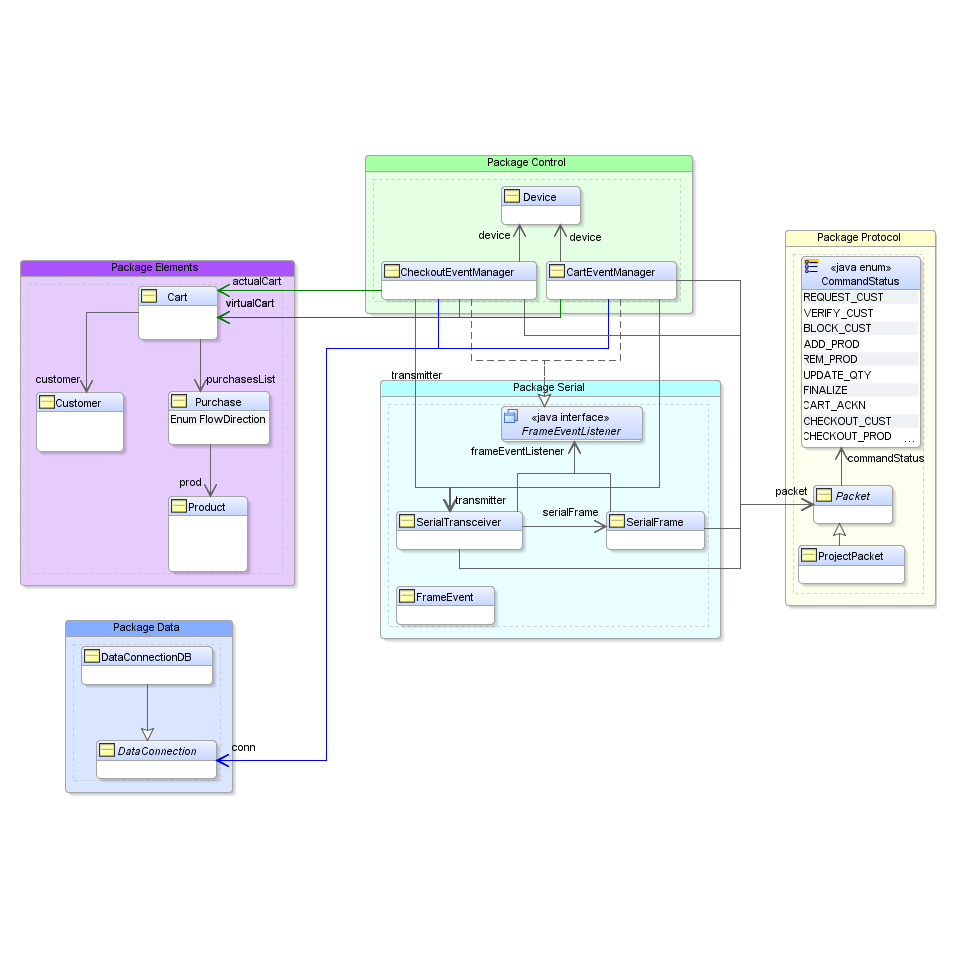 Package Control
Device
device
device
CheckoutEventManager
CartEventManager
Package Elements
Cart
actualCart
virtualCart
customer
purchasesList
Customer
Purchase
Enum FlowDirection
prod
Product
Package Protocol
«java enum»
CommandStatus
REQUEST_CUST
VERIFY_CUST
BLOCK_CUST
ADD_PROD
REM_PROD
UPDATE_QTY
FINALIZE
CART_ACKN
CHECKOUT_CUST
CHECKOUT_PROD
...
commandStatus
packet
Packet
ProjectPacket
transmitter
Package Serial
«java interface»
FrameEventListener
frameEventListener
transmitter
serialFrame
SerialTransceiver
SerialFrame
FrameEvent
Package Data
DataConnectionDB
DataConnection
conn